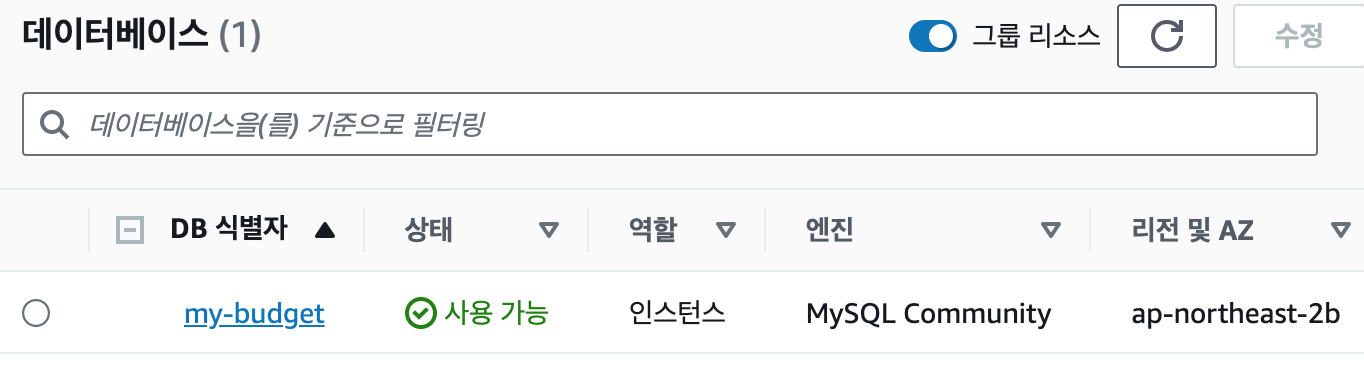 데이터베이스 (1) 그룹 리소스 수정
데이터베이스을(를) 기준으로 필터링
DB 식별자 상태 역할 엔진 리전 및 AZ
my-budget 사용 가능 인스턴스 MySQL Community ap-northeast-2b